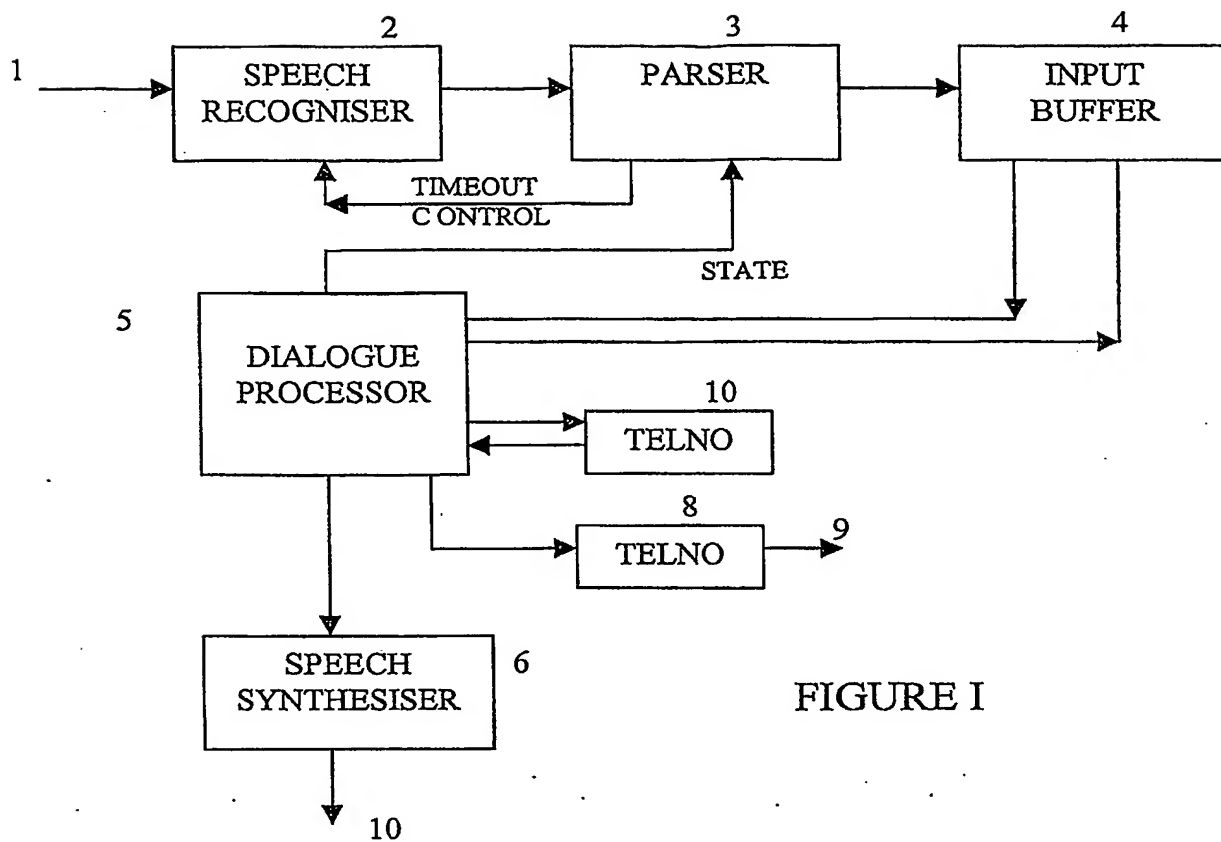 1
2
SPEECH
RECOGNISER
3
PARSER
4
INPUT
BUFFER
TIMEOUT
C ONTROL
STATE
5
DIALOGUE
PROCESSOR
10
TELNO
8
TELNO
9
SPEECH
SYNTHESISER
6
FIGURE I
10